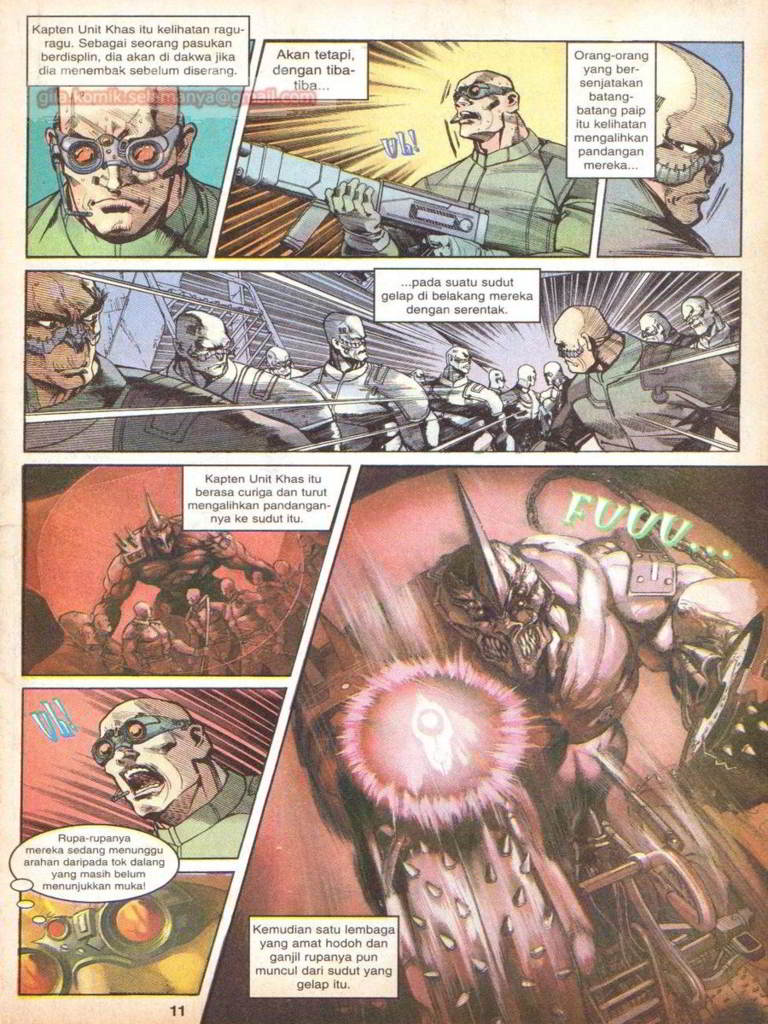 Kapten Unit Khas itu kelihatan ragu-
ragu. Sebagai seorang pasukan
berdisplin, dia akan di dakwa jika
dia menembak sebelum diserang.
gila-komik!selamanya@gmail.com
Akan tetapi,
dengan tiba-
tiba...
Uh!
Orang-orang
yang ber-
senjatakan
batang-
batang paip
itu kelihatan
mengalihkan
pandangan
mereka...
...pada suatu sudut
gelap di belakang mereka
dengan serentak.
Kapten Unit Khas itu
berasa curiga dan turut
mengalihkan pandangan-
nya ke sudut itu.
FUUU...
Uh!
Rupa-rupanya
mereka sedang menunggu
arahan daripada tok dalang
yang masih belum
menunjukkan muka!
Kemudian satu lembaga
yang amat hodoh dan
ganjil rupanya pun
muncul dari sudut yang
gelap itu.
11